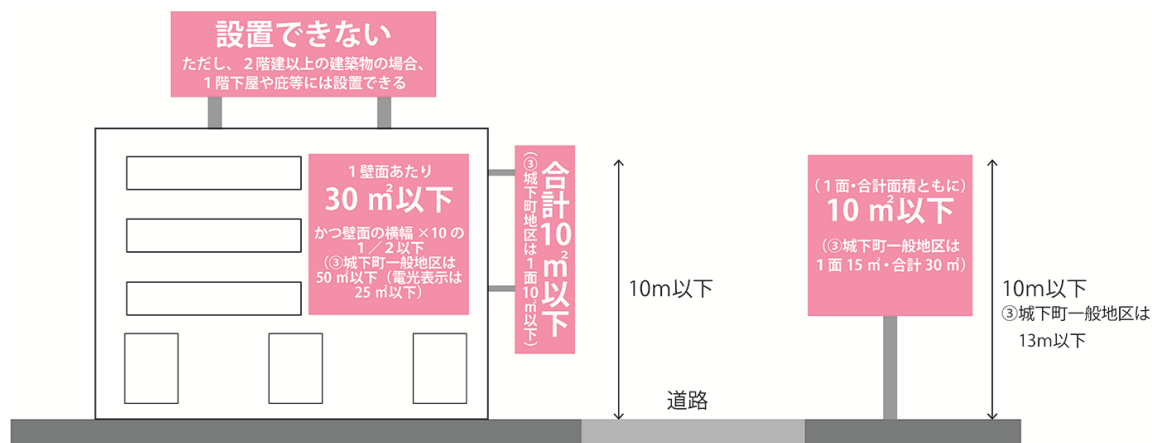 設置できない
ただし、２階建以上の建築物の場合、
１階下屋や庇等には設置できる
１壁面あたり
30 ㎡以下
かつ壁面の横幅 ×10 の
１／２以下
（③城下町一般地区は
50 ㎡以下（電光表示は
25 ㎡以下）
合計10㎡以下
（③城下町地区は１面10㎡以下）
10m以下
道路
（１面・合計面積ともに）
10 ㎡以下
（③城下町一般地区は
１面 15 ㎡・合計 30 ㎡）
10m以下
③城下町一般地区は
13m以下